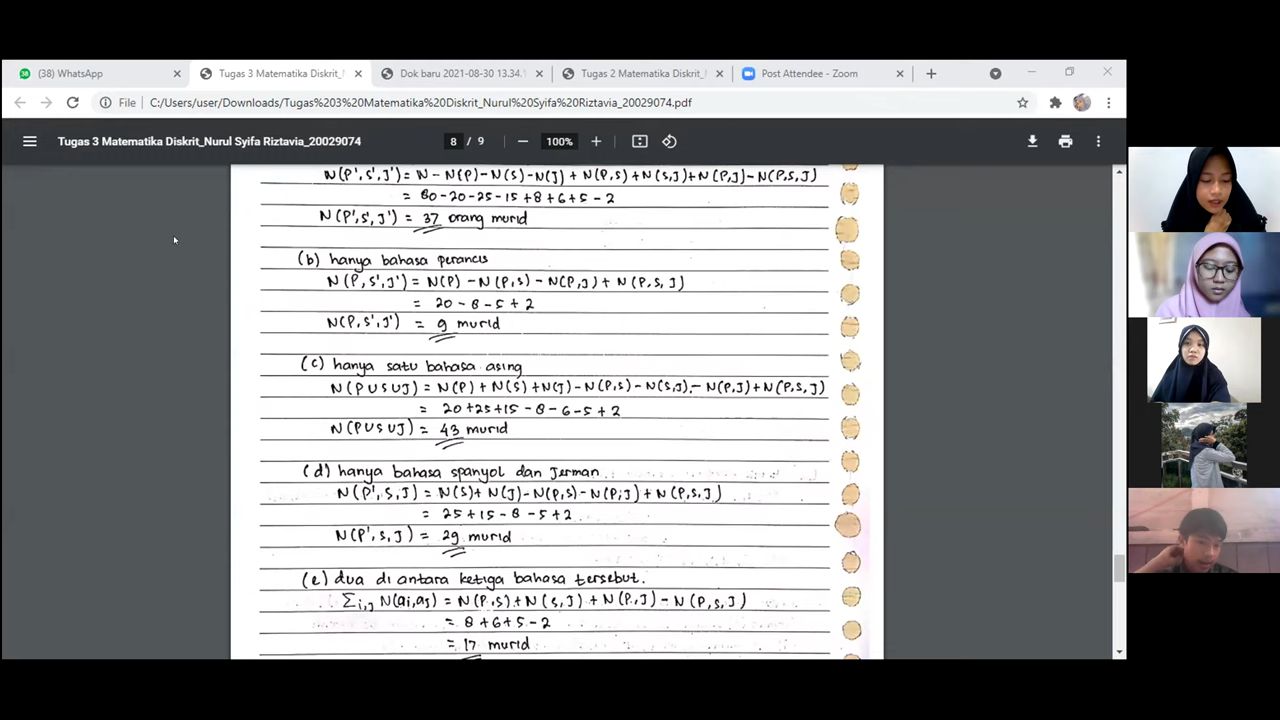 (38) WhatsApp
Tugas 3 Matematika Diskrit_N
Dok baru 2021-08-30 13.34.1
Tugas 2 Matematika Diskrit_N
Post Attendee - Zoom
File C:/Users/user/Downloads/Tugas%203%20Matematika%20Diskrit_Nurul%20Syifa%20Riztavia_20029074.pdf
Tugas 3 Matematika Diskrit_Nurul Syifa Riztavia_20029074 8 / 9 100%
N(P',S',J') = N - N(P) - N(S) - N(J) + N(P,S) + N(S,J) + N(P,J) - N(P,S,J)
= 80 - 20 - 25 - 15 + 8 + 6 + 5 - 2
N(P',S',J') = 37 orang murid
(b) hanya bahasa perancis
N(P,S',J') = N(P) - N(P,S) - N(P,J) + N(P,S,J)
= 20 - 8 - 5 + 2
N(P,S',J') = 9 murid
(c) hanya satu bahasa asing
N(PUSUJ) = N(P) + N(S) + N(J) - N(P,S) - N(S,J) - N(P,J) + N(P,S,J)
= 20 + 25 + 15 - 8 - 6 - 5 + 2
N(PUSUJ) = 43 murid
(d) hanya bahasa spanyol dan Jerman
N(P',S,J) = N(S) + N(J) - N(P,S) - N(P,J) + N(P,S,J)
= 25 + 15 - 8 - 5 + 2
N(P',S,J) = 29 murid
(e) dua di antara ketiga bahasa tersebut.
Σi,J N(ai,aJ) = N(P,S) + N(S,J) + N(P,J) - N(P,S,J)
= 8 + 6 + 5 - 2
= 17 murid